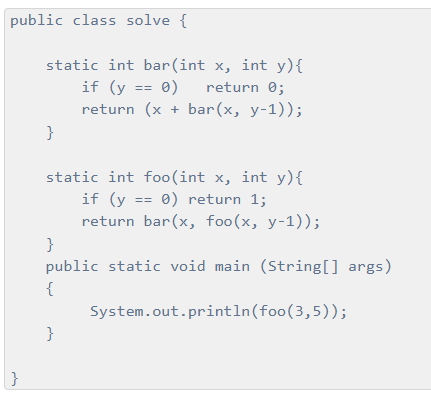 public class solve {
    static int bar(int x, int y){
        if (y == 0)   return 0;
        return (x + bar(x, y-1));
    }
    static int foo(int x, int y){
        if (y == 0) return 1;
        return bar(x, foo(x, y-1));
    }
    public static void main (String[] args)
    {
         System.out.println(foo(3,5));
    }
}